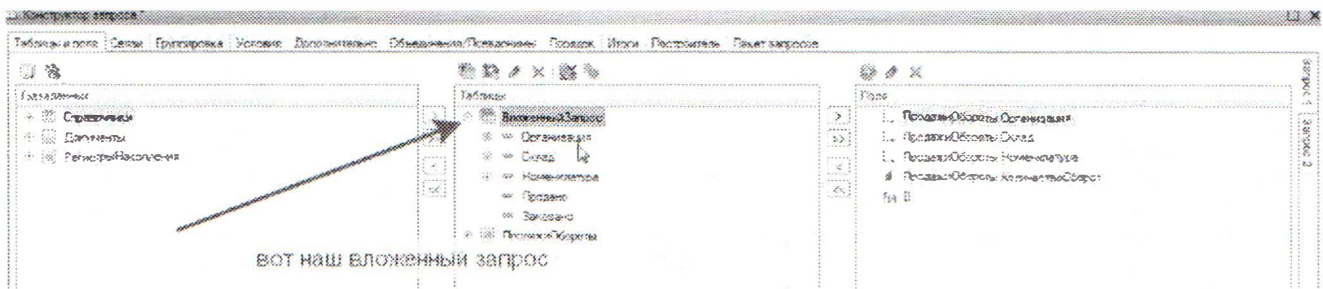 Конструктор запроса *
Таблицы и поля Связи Группировка Условия Дополнительно Объединения/Псевдонимы Порядок Итоги Построитель Пакет запросов
База данных
Справочники
Документы
РегистрыНакопления
Таблицы
ВложенныйЗапрос
Организация
Склад
Номенклатура
Продано
Заказано
ПродажиОбороты
Поля
ПродажиОбороты.Организация
ПродажиОбороты.Склад
ПродажиОбороты.Номенклатура
ПродажиОбороты.КоличествоОборот
0
Запрос 1
Запрос 2
вот наш вложенный запрос